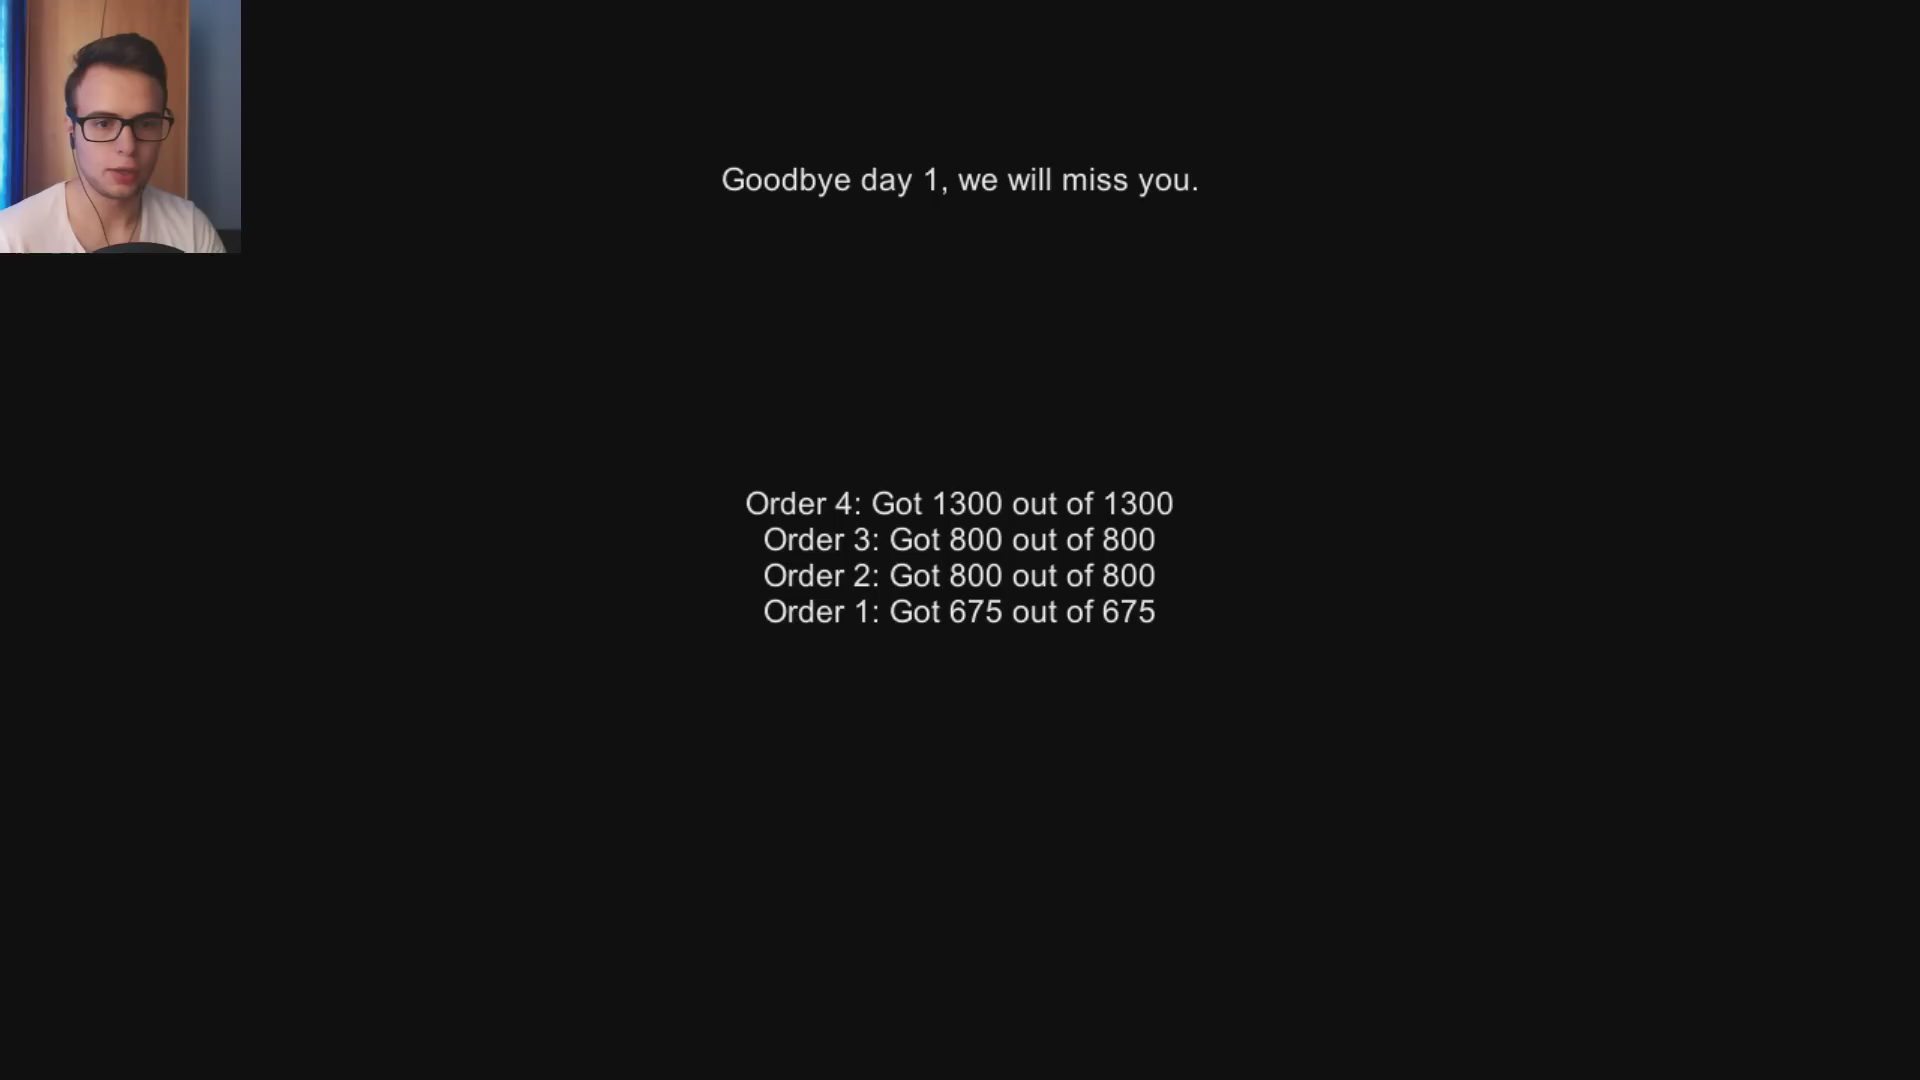 Goodbye day 1, we will miss you.
Order 4: Got 1300 out of 1300
Order 3: Got 800 out of 800
Order 2: Got 800 out of 800
Order 1: Got 675 out of 675